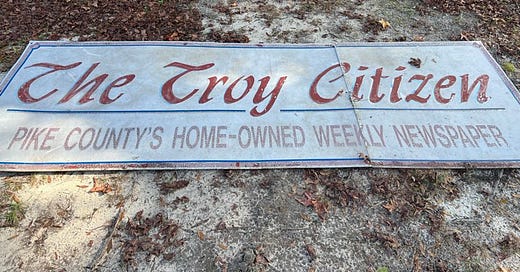 The Troy Citizen
PIKE COUNTY'S HOME-OWNED WEEKLY NEWSPAPER